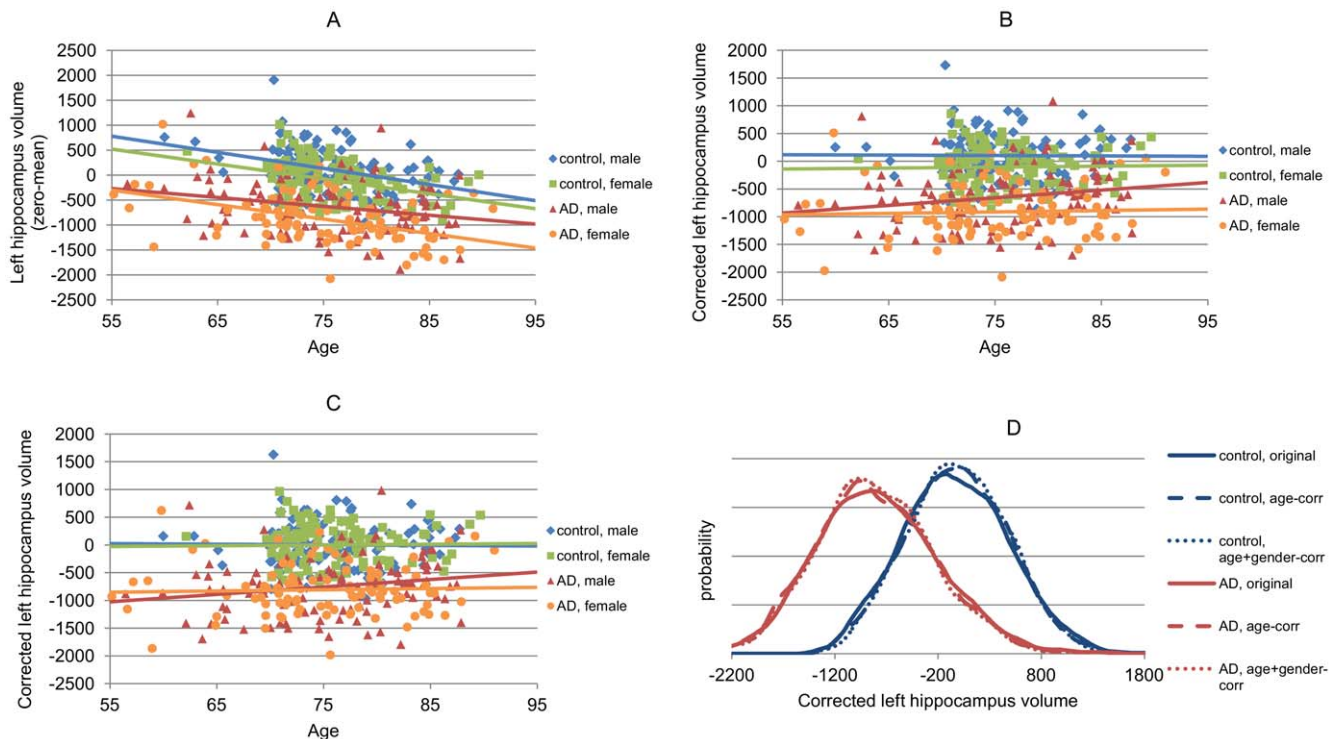 A
Left hippocampus volume
(zero-mean)
2500
2000
1500
1000
500
0
-500
-1000
-1500
-2000
-2500
55 65 75 85 95
Age
control, male
control, female
AD, male
AD, female
B
Corrected left hippocampus volume
2000
1500
1000
500
0
-500
-1000
-1500
-2000
-2500
55 65 75 85 95
Age
control, male
control, female
AD, male
AD, female
C
Corrected left hippocampus volume
2000
1500
1000
500
0
-500
-1000
-1500
-2000
-2500
55 65 75 85 95
Age
control, male
control, female
AD, male
AD, female
D
probability
-2200 -1200 -200 800 1800
Corrected left hippocampus volume
control, original
control, age-corr
control,
age+gender-corr
AD, original
AD, age-corr
AD, age+gender-
corr